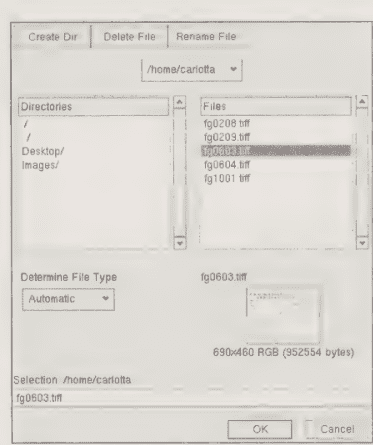 Create Dir Delete File Rename File
/home/carlotta
Directories
/
/
Desktop/
Images/
Files
fg0208.tiff
fg0209.tiff
fg0603.tiff
fg0604.tiff
fg1001.tiff
Determine File Type
Automatic
fg0603.tiff
690x460 RGB (952554 bytes)
Selection /home/carlotta
fg0603.tiff
OK Cancel